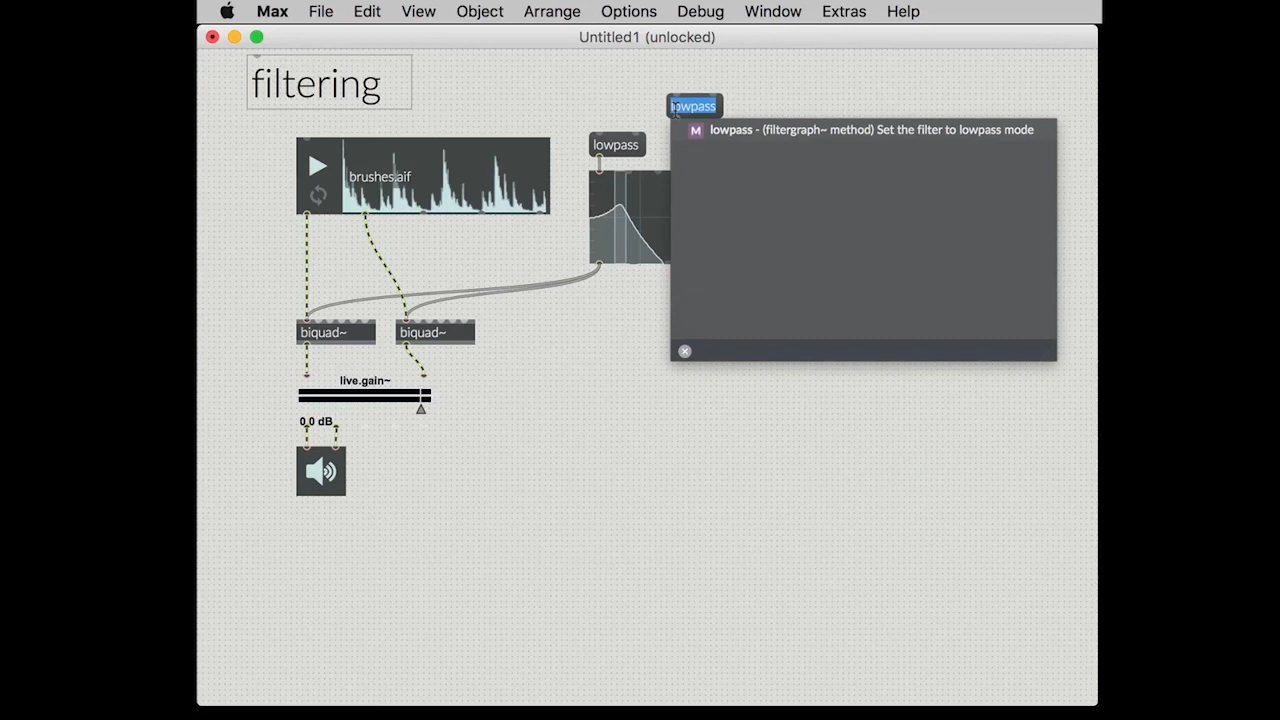 Max File Edit View Object Arrange Options Debug Window Extras Help
Untitled1 (unlocked)
filtering
lowpass
M lowpass - (filtergraph~ method) Set the filter to lowpass mode
lowpass
brushes.aif
biquad~ biquad~
live.gain~
0.0 dB